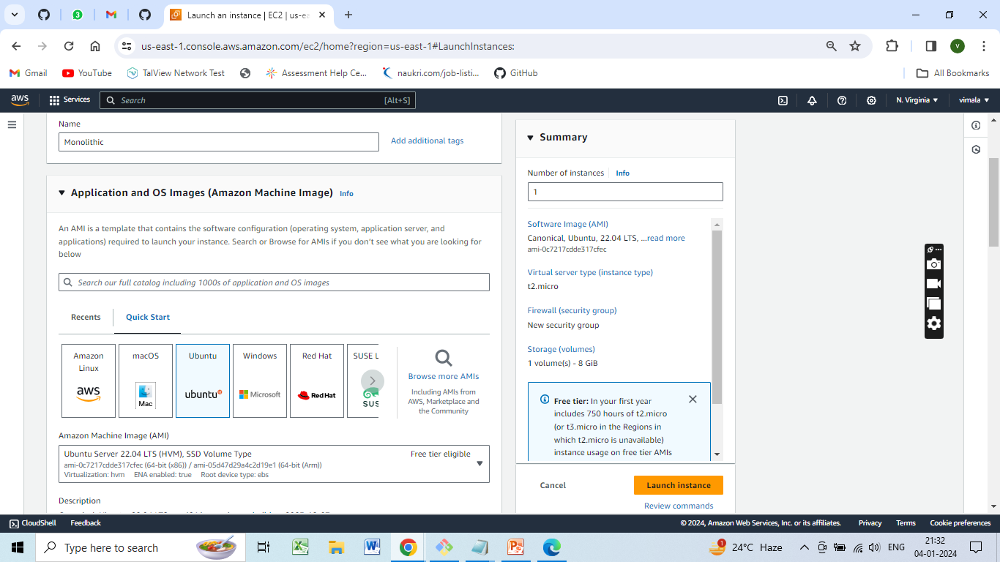 3
Launch an instance | EC2 | us-ea
us-east-1.console.aws.amazon.com/ec2/home?region=us-east-1#LaunchInstances:
V
Gmail
YouTube
TalView Network Test
Assessment Help Ce...
naukri.com/job-listi...
GitHub
All Bookmarks
aws
Services
Search
[Alt+S]
N. Virginia
vimala
Name
Monolithic
Add additional tags
Application and OS Images (Amazon Machine Image) Info
An AMI is a template that contains the software configuration (operating system, application server, and
applications) required to launch your instance. Search or Browse for AMIs if you don't see what you are looking for
below
Search our full catalog including 1000s of application and OS images
Recents
Quick Start
Amazon
Linux
aws
macOS
Mac
Ubuntu
ubuntu
Windows
Microsoft
Red Hat
Red Hat
SUSE L
SUS
Browse more AMIs
Including AMIs from
AWS, Marketplace and
the Community
Amazon Machine Image (AMI)
Ubuntu Server 22.04 LTS (HVM), SSD Volume Type
Free tier eligible
ami-0c7217cdde317cfec (64-bit (x86)) / ami-05d47d29a4c2d19e1 (64-bit (Arm))
Virtualization: hvm ENA enabled: true Root device type: ebs
Description
Summary
Number of instances Info
1
Software Image (AMI)
Canonical, Ubuntu, 22.04 LTS, ...read more
ami-0c7217cdde317cfec
Virtual server type (instance type)
t2.micro
Firewall (security group)
New security group
Storage (volumes)
1 volume(s) - 8 GiB
Free tier: In your first year
includes 750 hours of t2.micro
(or t3.micro in the Regions in
which t2.micro is unavailable)
instance usage on free tier AMIs
Cancel
Launch instance
Review commands
CloudShell
Feedback
© 2024, Amazon Web Services, Inc. or its affiliates.
Privacy
Terms
Cookie preferences
Type here to search
1
24°C Haze
ENG
21:32
04-01-2024